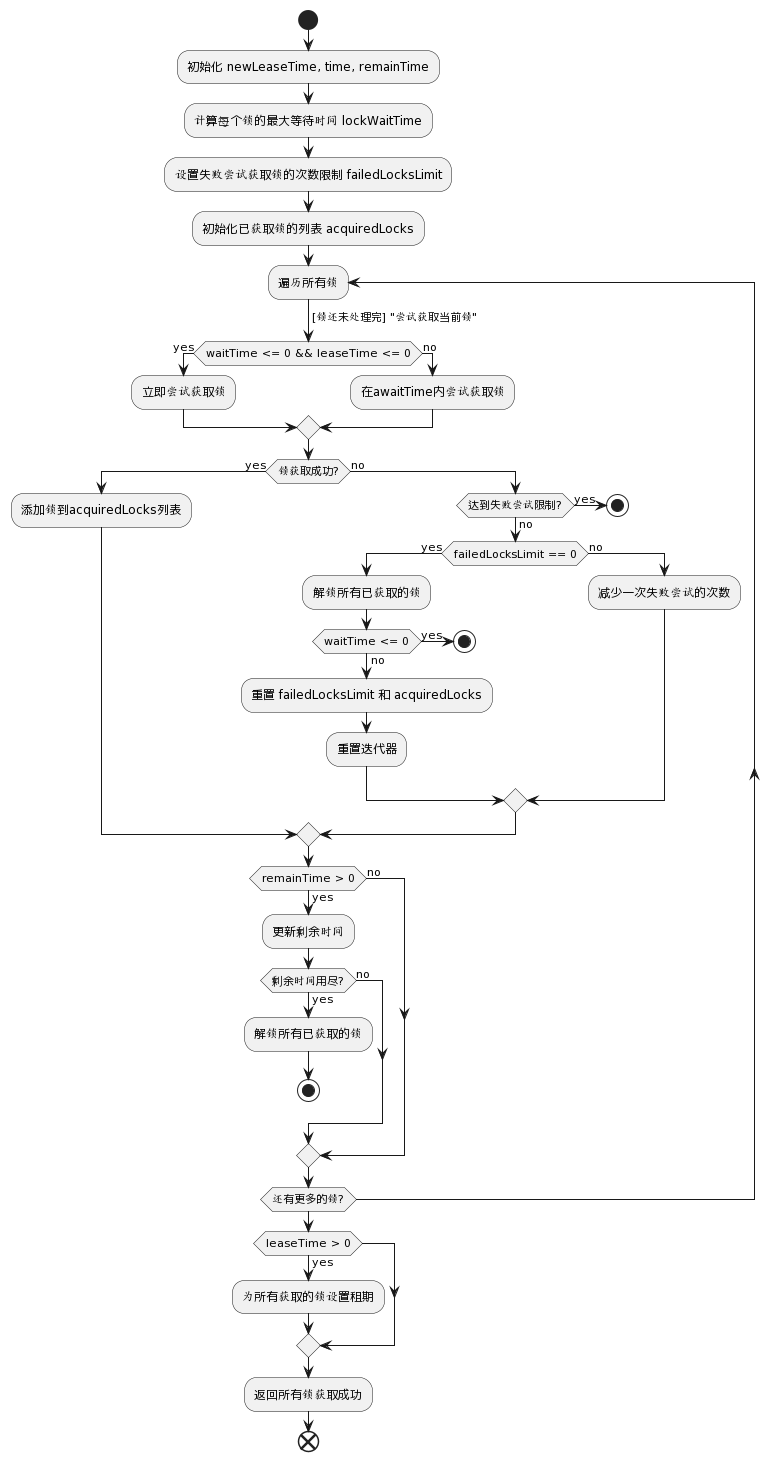 初始化 newLeaseTime, time, remainTime
计算每个锁的最大等待时间 lockWaitTime
设置失败尝试获取锁的次数限制 failedLocksLimit
初始化已获取锁的列表 acquiredLocks
遍历所有锁
[锁还未处理完] "尝试获取当前锁"
yes
waitTime <= 0 && leaseTime <= 0
no
立即尝试获取锁
在awaitTime内尝试获取锁
yes
锁获取成功?
no
添加锁到acquiredLocks列表
达到失败尝试限制?
yes
no
yes
failedLocksLimit == 0
no
解锁所有已获取的锁
减少一次失败尝试的次数
waitTime <= 0
yes
no
重置 failedLocksLimit 和 acquiredLocks
重置迭代器
remainTime > 0
no
yes
更新剩余时间
剩余时间用尽?
no
yes
解锁所有已获取的锁
还有更多的锁?
leaseTime > 0
yes
为所有获取的锁设置租期
返回所有锁获取成功